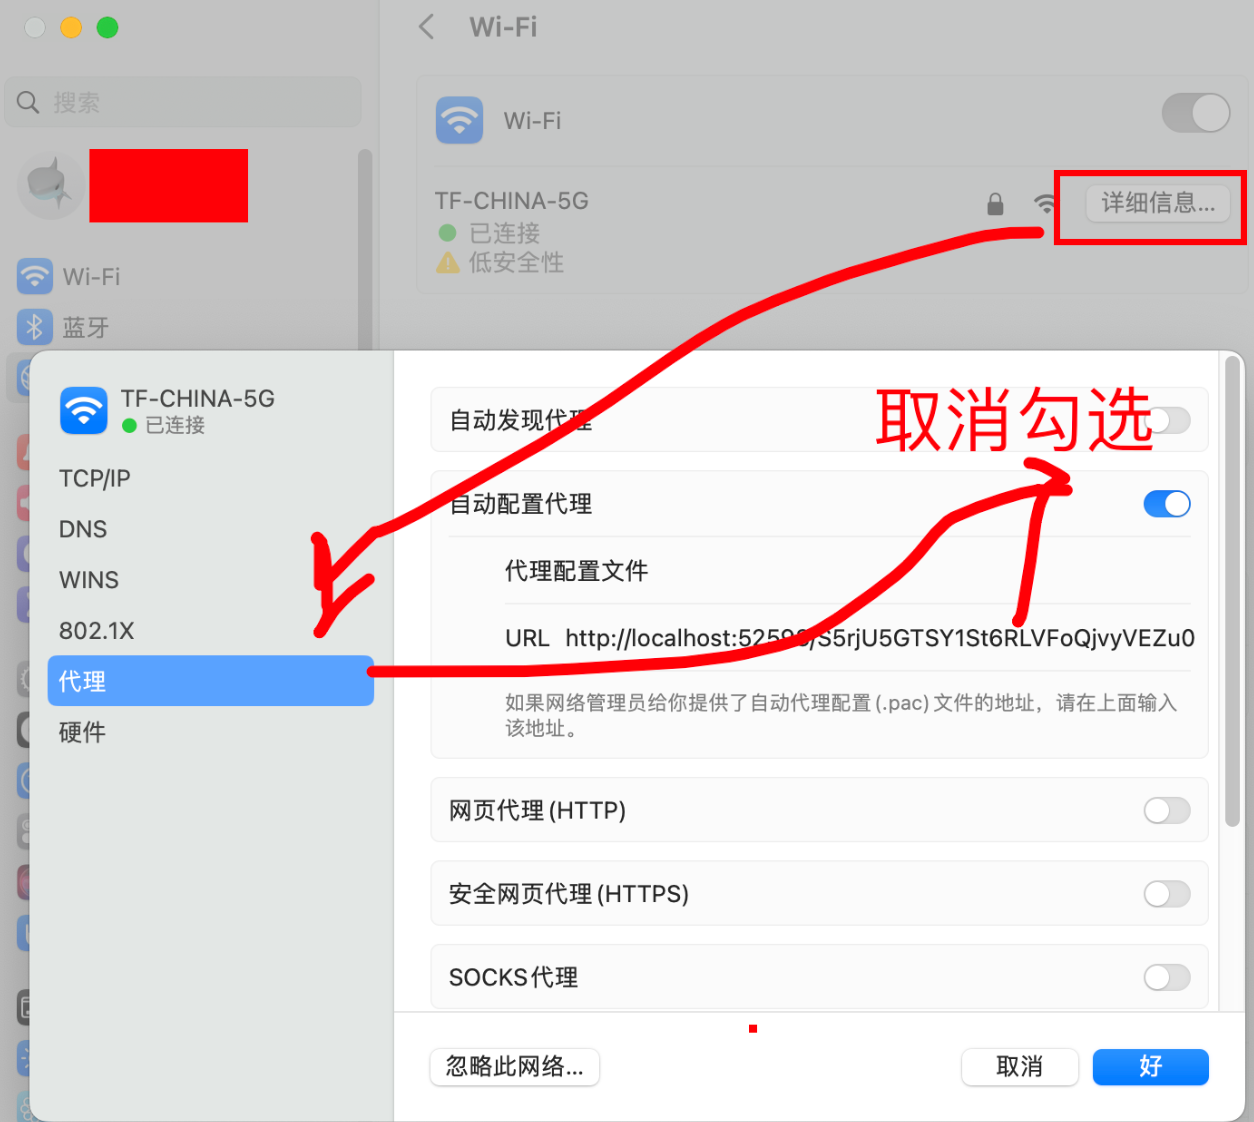 Wi-Fi
搜索
Wi-Fi
TF-CHINA-5G
详细信息...
已连接
低安全性
Wi-Fi
蓝牙
TF-CHINA-5G
已连接
TCP/IP
DNS
WINS
802.1X
代理
硬件
自动发现代理
取消勾选
自动配置代理
代理配置文件
URL http://localhost:52596/S5rjU5GTSY1St6RLVFoQjvyVEZu0
如果网络管理员给你提供了自动代理配置(.pac)文件的地址，请在上面输入
该地址。
网页代理(HTTP)
安全网页代理(HTTPS)
SOCKS代理
忽略此网络...
取消
好